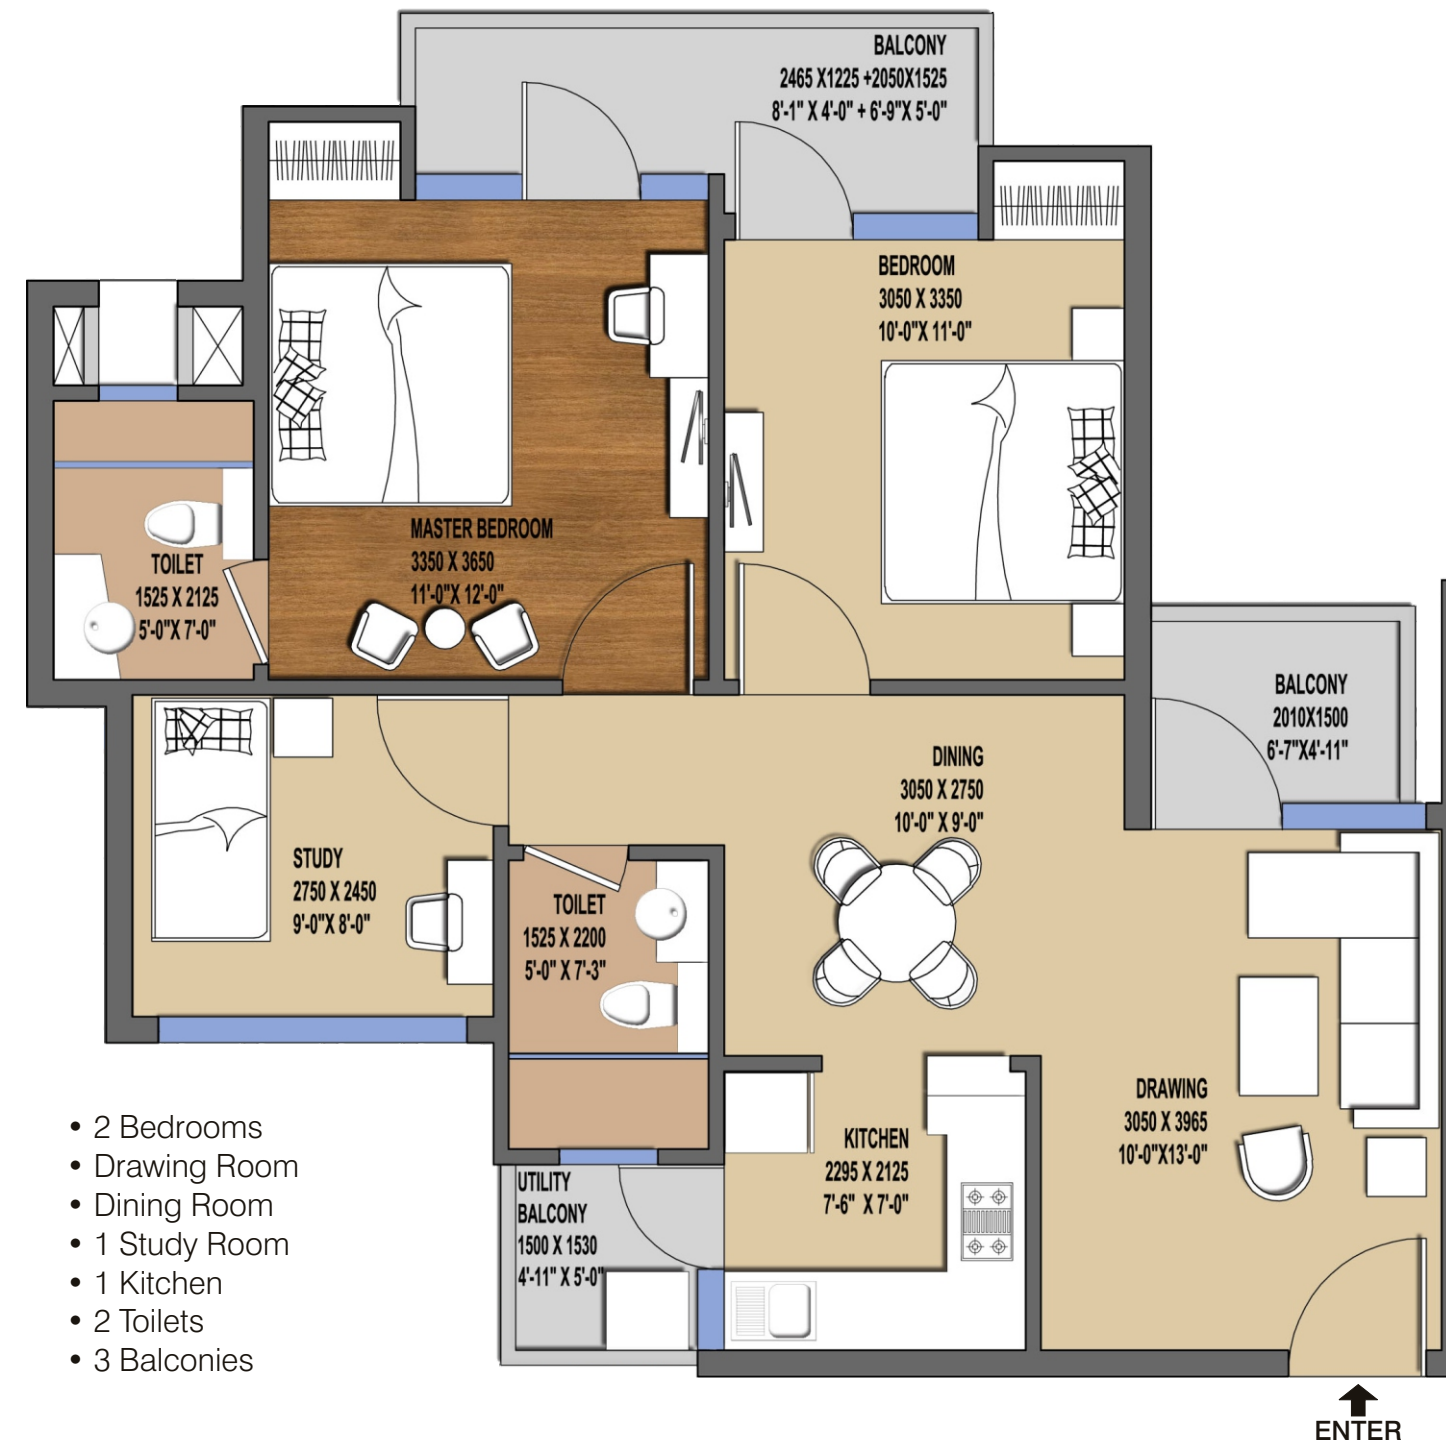 BALCONY
2465 X1225 +2050X1525
8'-1" X 4'-0" + 6'-9"X 5'-0"
BEDROOM
3050 X 3350
10'-0"X 11'-0"
MASTER BEDROOM
3350 X 3650
11'-0"X 12'-0"
TOILET
1525 X 2125
5'-0"X 7'-0"
BALCONY
2010X1500
6'-7"X4'-11"
DINING
3050 X 2750
10'-0" X 9'-0"
STUDY
2750 X 2450
9'-0"X 8'-0"
TOILET
1525 X 2200
5'-0" X 7'-3"
DRAWING
3050 X 3965
10'-0"X13'-0"
KITCHEN
2295 X 2125
7'-6" X 7'-0"
UTILITY
BALCONY
1500 X 1530
4'-11" X 5'-0"
• 2 Bedrooms
• Drawing Room
• Dining Room
• 1 Study Room
• 1 Kitchen
• 2 Toilets
• 3 Balconies
ENTER